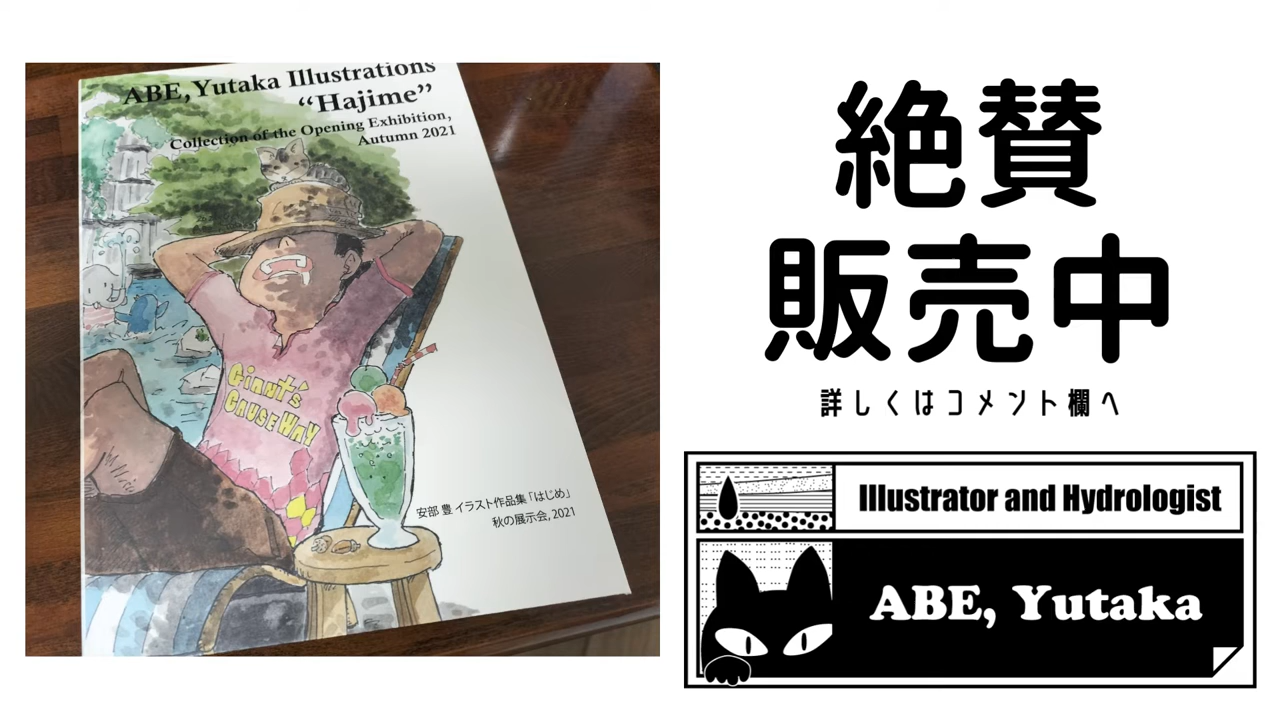 ABE, Yutaka Illustrations
“Hajime”
Collection of the Opening Exhibition,
Autumn 2021
Giant's
CauseWay
安部 豊 イラスト作品集「はじめ」
秋の展示会, 2021
絶賛
販売中
詳しくはコメント欄へ
Illustrator and Hydrologist
ABE, Yutaka